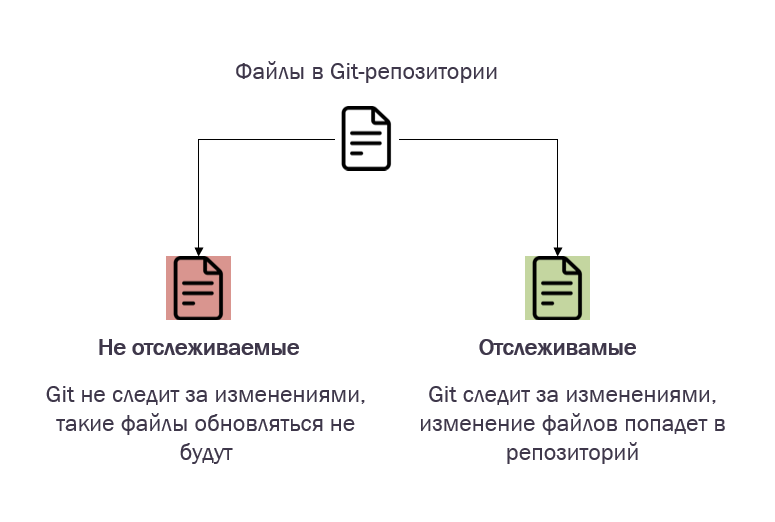 Файлы в Git-репозитории
Не отслеживаемые
Отслеживамые
Git не следит за изменениями,
такие файлы обновляться не
будут
Git следит за изменениями,
изменение файлов попадет в
репозиторий